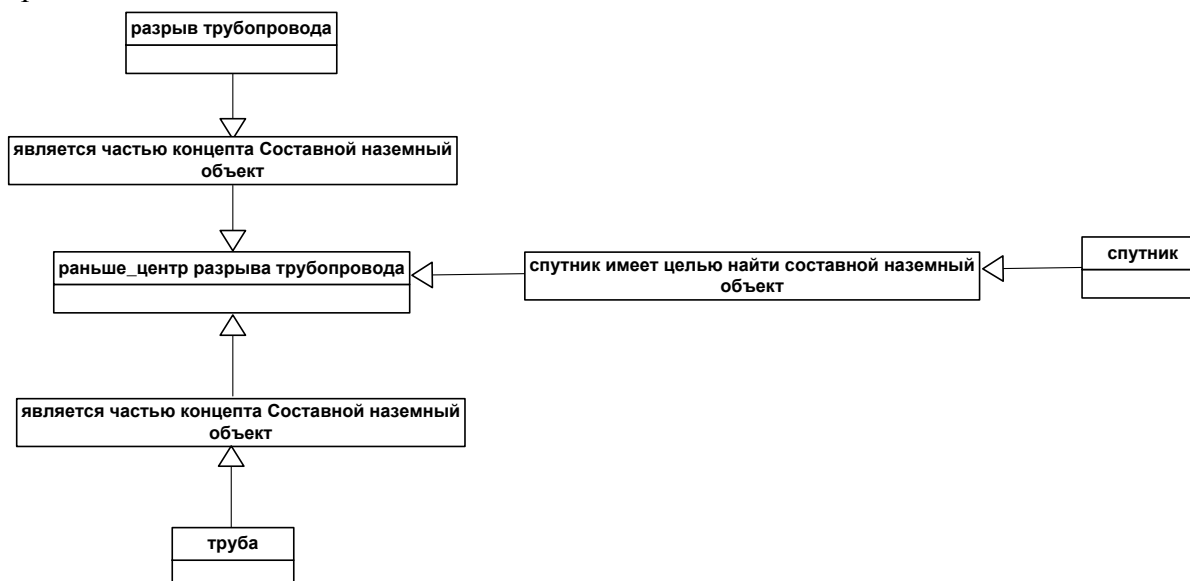 разрыв трубопровода
является частью концепта Составной наземный
объект
раньше_центр разрыва трубопровода
спутник имеет целью найти составной наземный
объект
спутник
является частью концепта Составной наземный
объект
труба